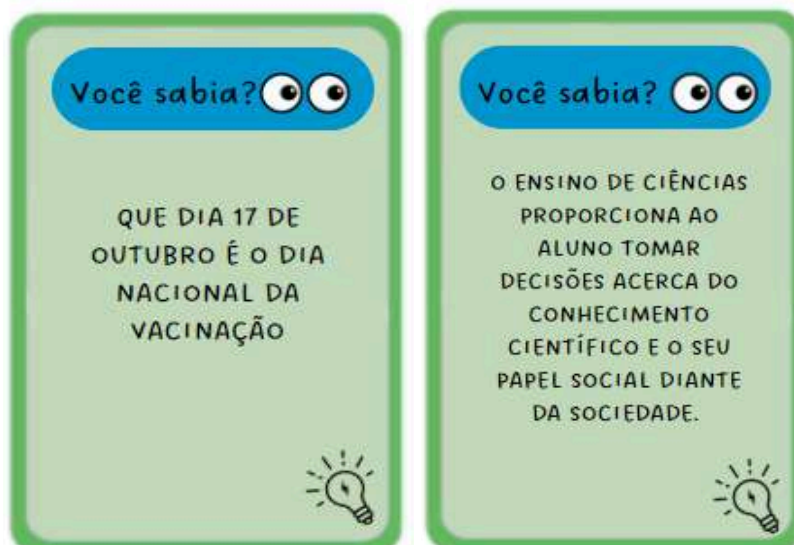 Você sabia?
QUE DIA 17 DE
OUTUBRO É O DIA
NACIONAL DA
VACINAÇÃO
Você sabia?
O ENSINO DE CIÊNCIAS
PROPORCIONA AO
ALUNO TOMAR
DECISÕES ACERCA DO
CONHECIMENTO
CIENTÍFICO E O SEU
PAPEL SOCIAL DIANTE
DA SOCIEDADE.